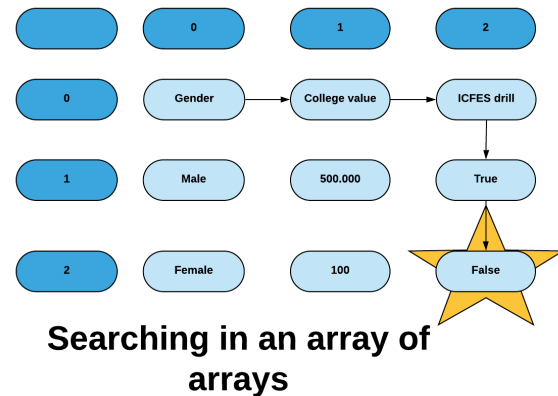 0 1 2
0 Gender College value ICFES drill
1 Male 500.000 True
2 Female 100 False
Searching in an array of
arrays